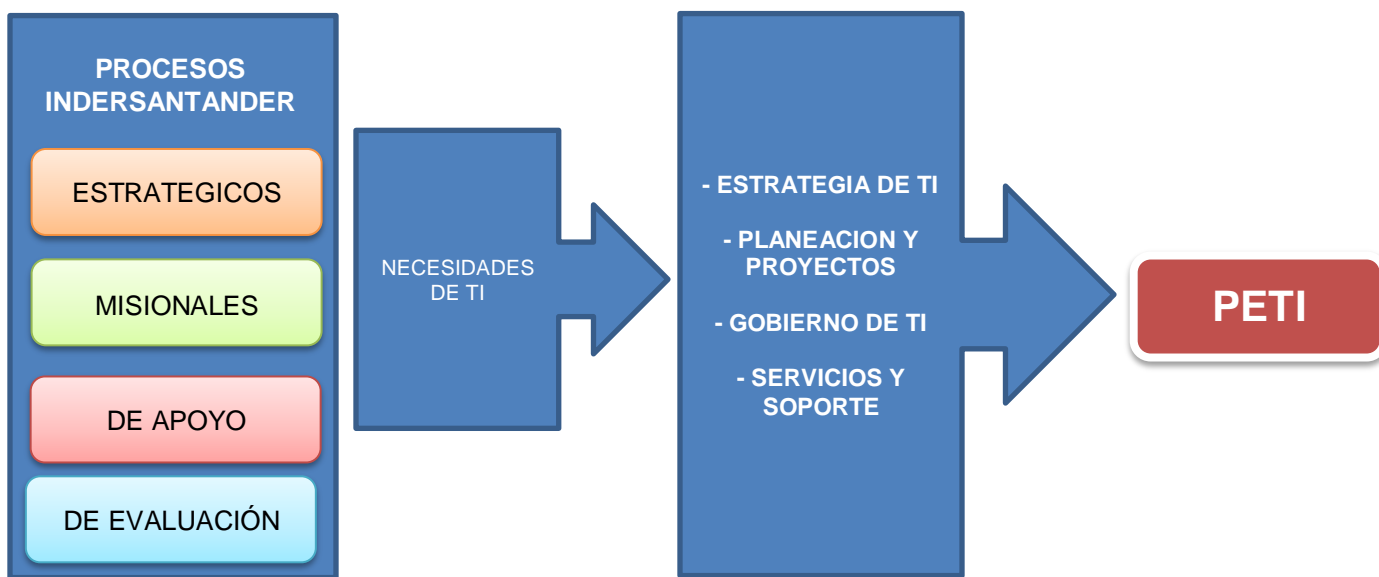 PROCESOS
INDERSANTANDER
ESTRATEGICOS
MISIONALES
DE APOYO
DE EVALUACIÓN
NECESIDADES
DE TI
- ESTRATEGIA DE TI
- PLANEACION Y
PROYECTOS
- GOBIERNO DE TI
- SERVICIOS Y
SOPORTE
PETI